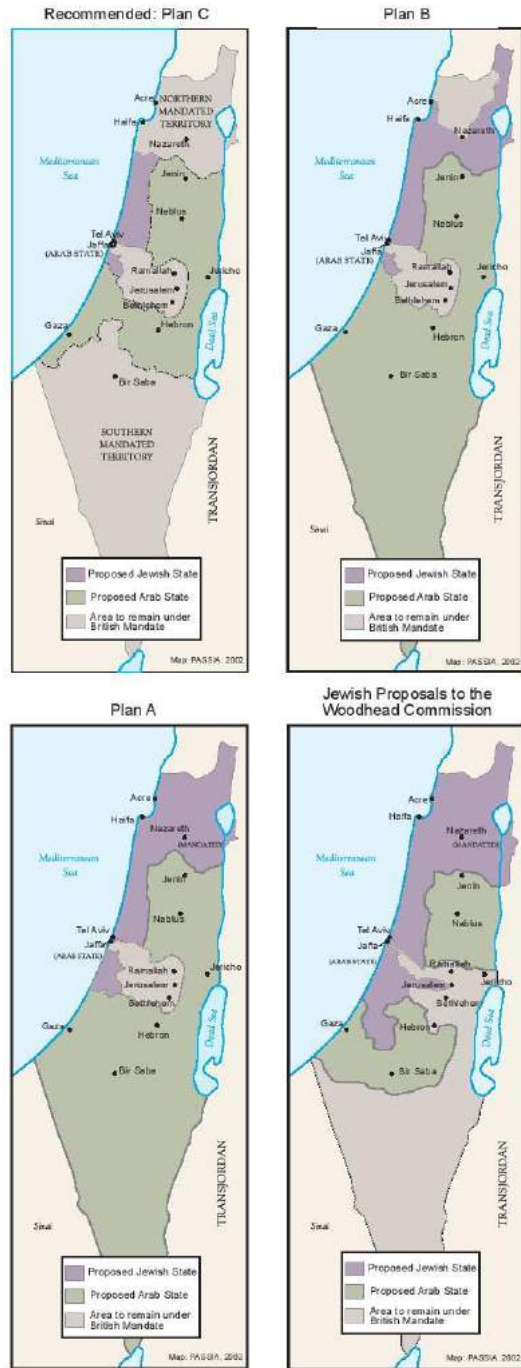 Recommended: Plan C
Acre
NORTHERN
MANDATED
TERRITORY
Haifa
Nazareth
Mediterranean
Sea
Jenin
Nablus
Tel Aviv
Jaffa
(ARAB STATE)
Ramallah
Jericho
Jerusalem
Bethlehem
Gaza
Hebron
Dead Sea
Bir Saba
SOUTHERN
MANDATED
TERRITORY
TRANSJORDAN
Sinai
Proposed Jewish State
Proposed Arab State
Area to remain under
British Mandate
Map: PASSIA, 2002
Plan B
Acre
Haifa
Nazareth
Mediterranean
Sea
Jenin
Nablus
Tel Aviv
Jaffa
(ARAB STATE)
Ramallah
Jericho
Jerusalem
Bethlehem
Gaza
Hebron
Dead Sea
Bir Saba
TRANSJORDAN
Sinai
Proposed Jewish State
Proposed Arab State
Area to remain under
British Mandate
Map: PASSIA, 2002
Plan A
Acre
Haifa
Nazareth
(MANDATED)
Mediterranean
Sea
Jenin
Nablus
Tel Aviv
Jaffa
(ARAB STATE)
Ramallah
Jericho
Jerusalem
Bethlehem
Gaza
Hebron
Dead Sea
Bir Saba
TRANSJORDAN
Sinai
Proposed Jewish State
Proposed Arab State
Area to remain under
British Mandate
Map: PASSIA, 2002
Jewish Proposals to the
Woodhead Commission
Acre
Haifa
Nazareth
(MANDATED)
Mediterranean
Sea
Jenin
Nablus
Tel Aviv
Jaffa
(ARAB STATE)
Ramallah
Jericho
Jerusalem
Bethlehem
Gaza
Hebron
Dead Sea
Bir Saba
TRANSJORDAN
Sinai
Proposed Jewish State
Proposed Arab State
Area to remain under
British Mandate
Map: PASSIA, 2002